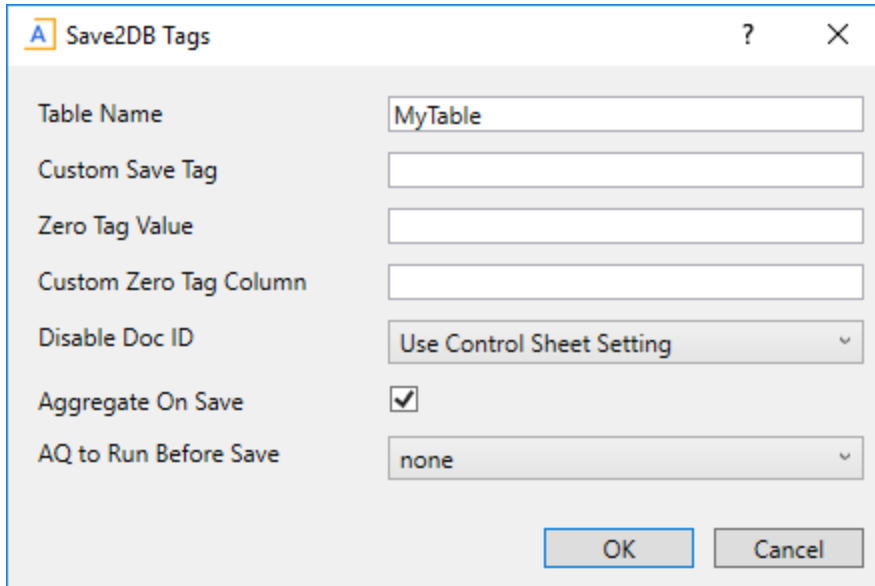 A Save2DB Tags ?
Table Name MyTable
Custom Save Tag
Zero Tag Value
Custom Zero Tag Column
Disable Doc ID Use Control Sheet Setting
Aggregate On Save
AQ to Run Before Save none
OK Cancel